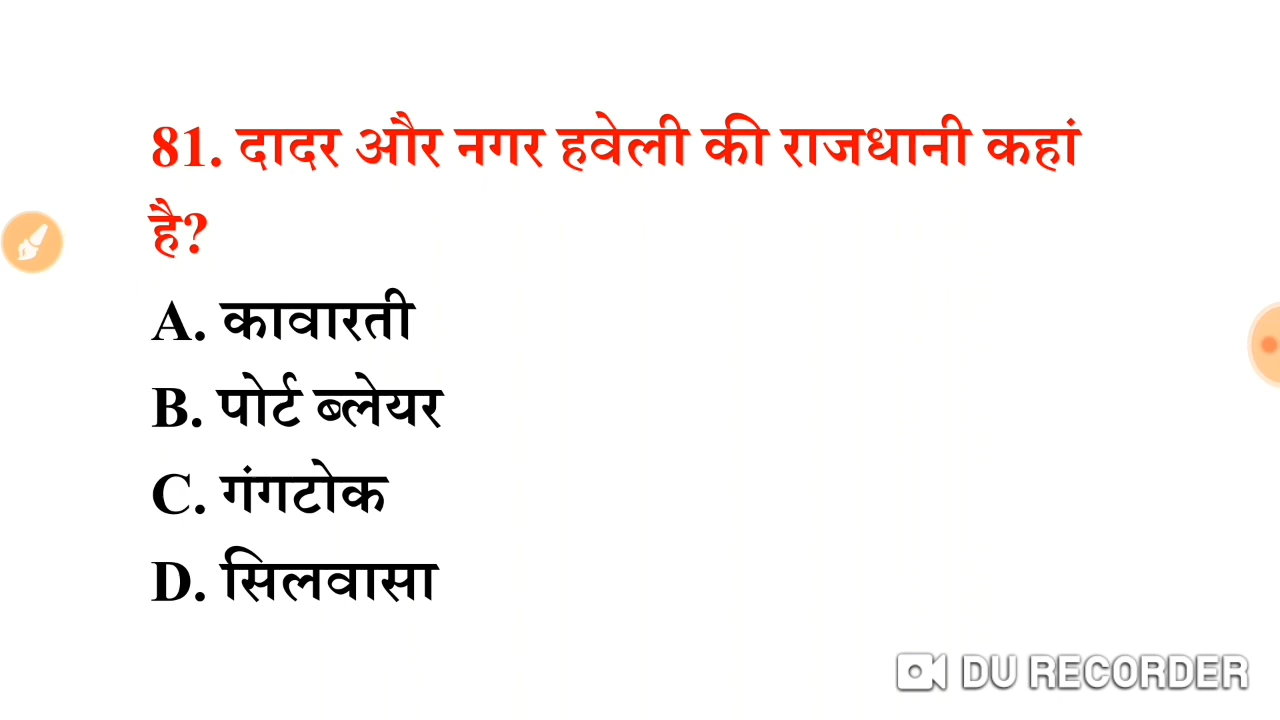 81. दादर और नगर हवेली की राजधानी कहां
है?
A. कावारती
B. पोर्ट ब्लेयर
C. गंगटोक
D. सिलवासा
DU RECORDER